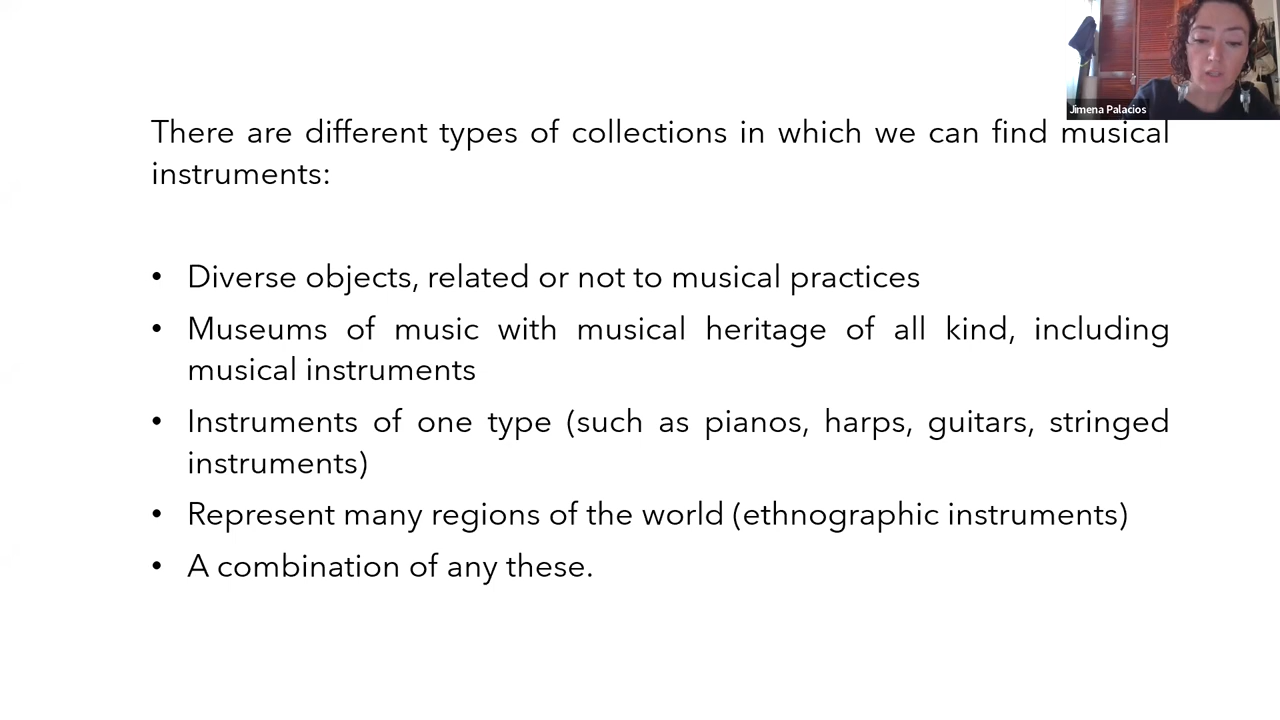 Jimena Palacios
There are different types of collections in which we can find musical
instruments:
• Diverse objects, related or not to musical practices
• Museums of music with musical heritage of all kind, including
musical instruments
• Instruments of one type (such as pianos, harps, guitars, stringed
instruments)
• Represent many regions of the world (ethnographic instruments)
• A combination of any these.